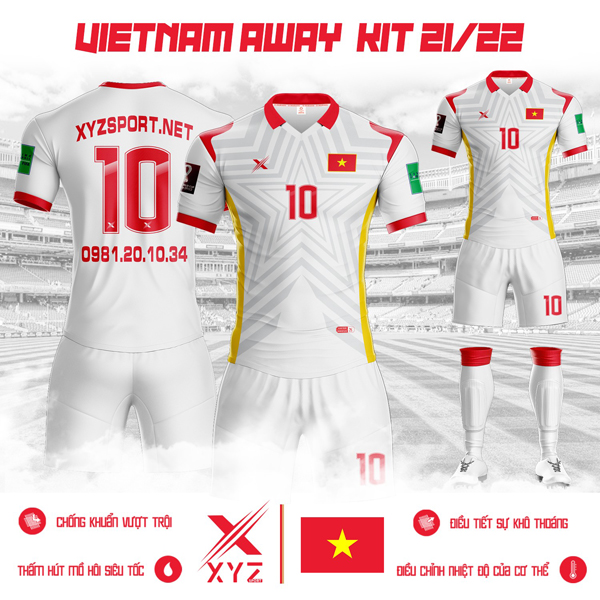 VIETNAM AWAY KIT 21/22
XYZSPORT.NET
10
0981.20.10.34
10
10
10
10
CHỐNG KHUẨN VƯỢT TRỘI
THẤM HÚT MỒ HÔI SIÊU TỐC
XYZ
ĐIỀU TIẾT SỰ KHÔ THOÁNG
ĐIỀU CHỈNH NHIỆT ĐỘ CỦA CƠ THỂ